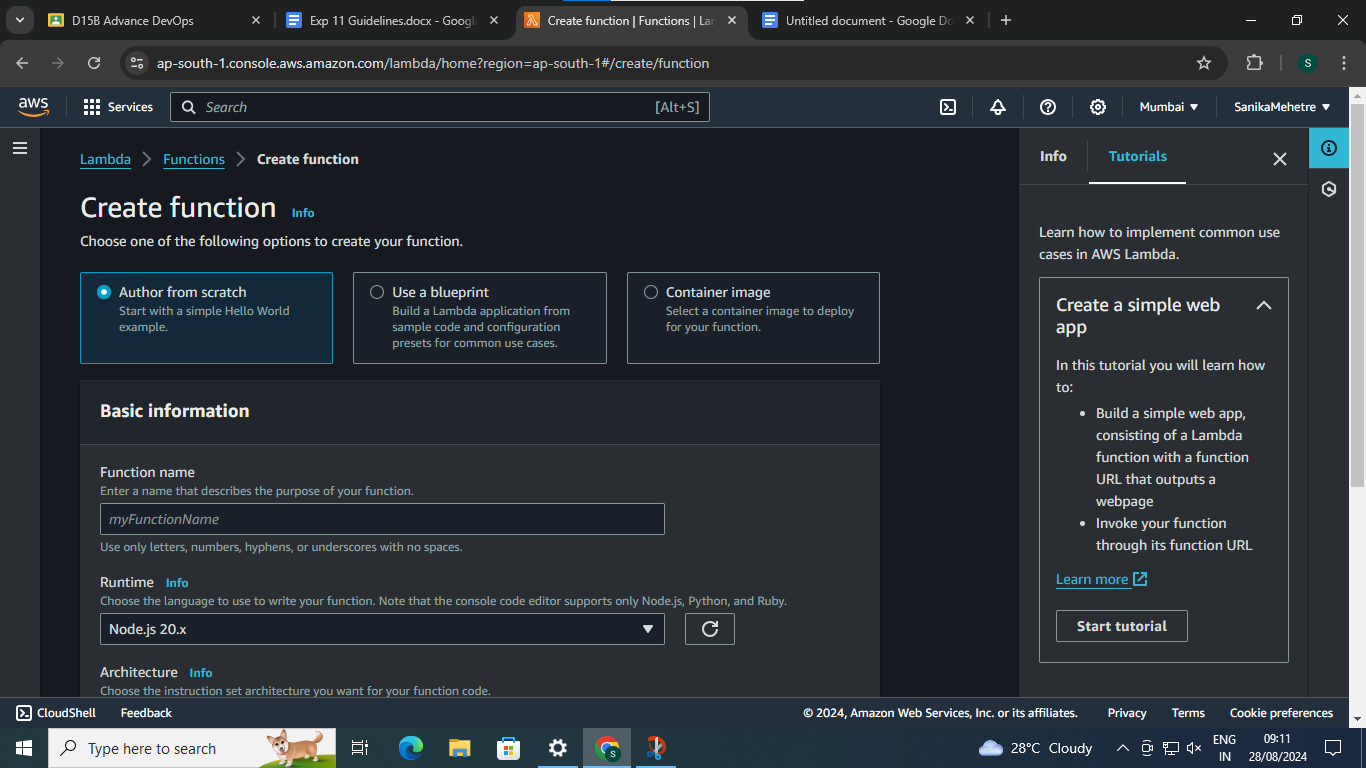 D15B Advance DevOps
Exp 11 Guidelines.docx - Google
Create function | Functions | La
Untitled document - Google Do
ap-south-1.console.aws.amazon.com/lambda/home?region=ap-south-1#/create/function
S
aws
Services
Search
[Alt+S]
Mumbai
SanikaMehetre
Lambda
Functions
Create function
Create function
Info
Choose one of the following options to create your function.
Author from scratch
Start with a simple Hello World
example.
Use a blueprint
Build a Lambda application from
sample code and configuration
presets for common use cases.
Container image
Select a container image to deploy
for your function.
Basic information
Function name
Enter a name that describes the purpose of your function.
myFunctionName
Use only letters, numbers, hyphens, or underscores with no spaces.
Runtime
Info
Choose the language to use to write your function. Note that the console code editor supports only Node.js, Python, and Ruby.
Node.js 20.x
Architecture
Info
Choose the instruction set architecture you want for your function code.
Info
Tutorials
Learn how to implement common use
cases in AWS Lambda.
Create a simple web
app
In this tutorial you will learn how
to:
• Build a simple web app,
consisting of a Lambda
function with a function
URL that outputs a
webpage
• Invoke your function
through its function URL
Learn more
Start tutorial
CloudShell
Feedback
© 2024, Amazon Web Services, Inc. or its affiliates.
Privacy
Terms
Cookie preferences
Type here to search
S
28°C Cloudy
ENG
IN
09:11
28/08/2024